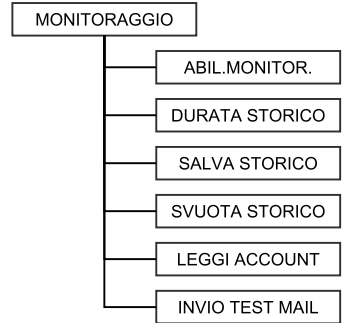 MONITORAGGIO
ABIL.MONITOR.
DURATA STORICO
SALVA STORICO
SVUOTA STORICO
LEGGI ACCOUNT
INVIO TEST MAIL